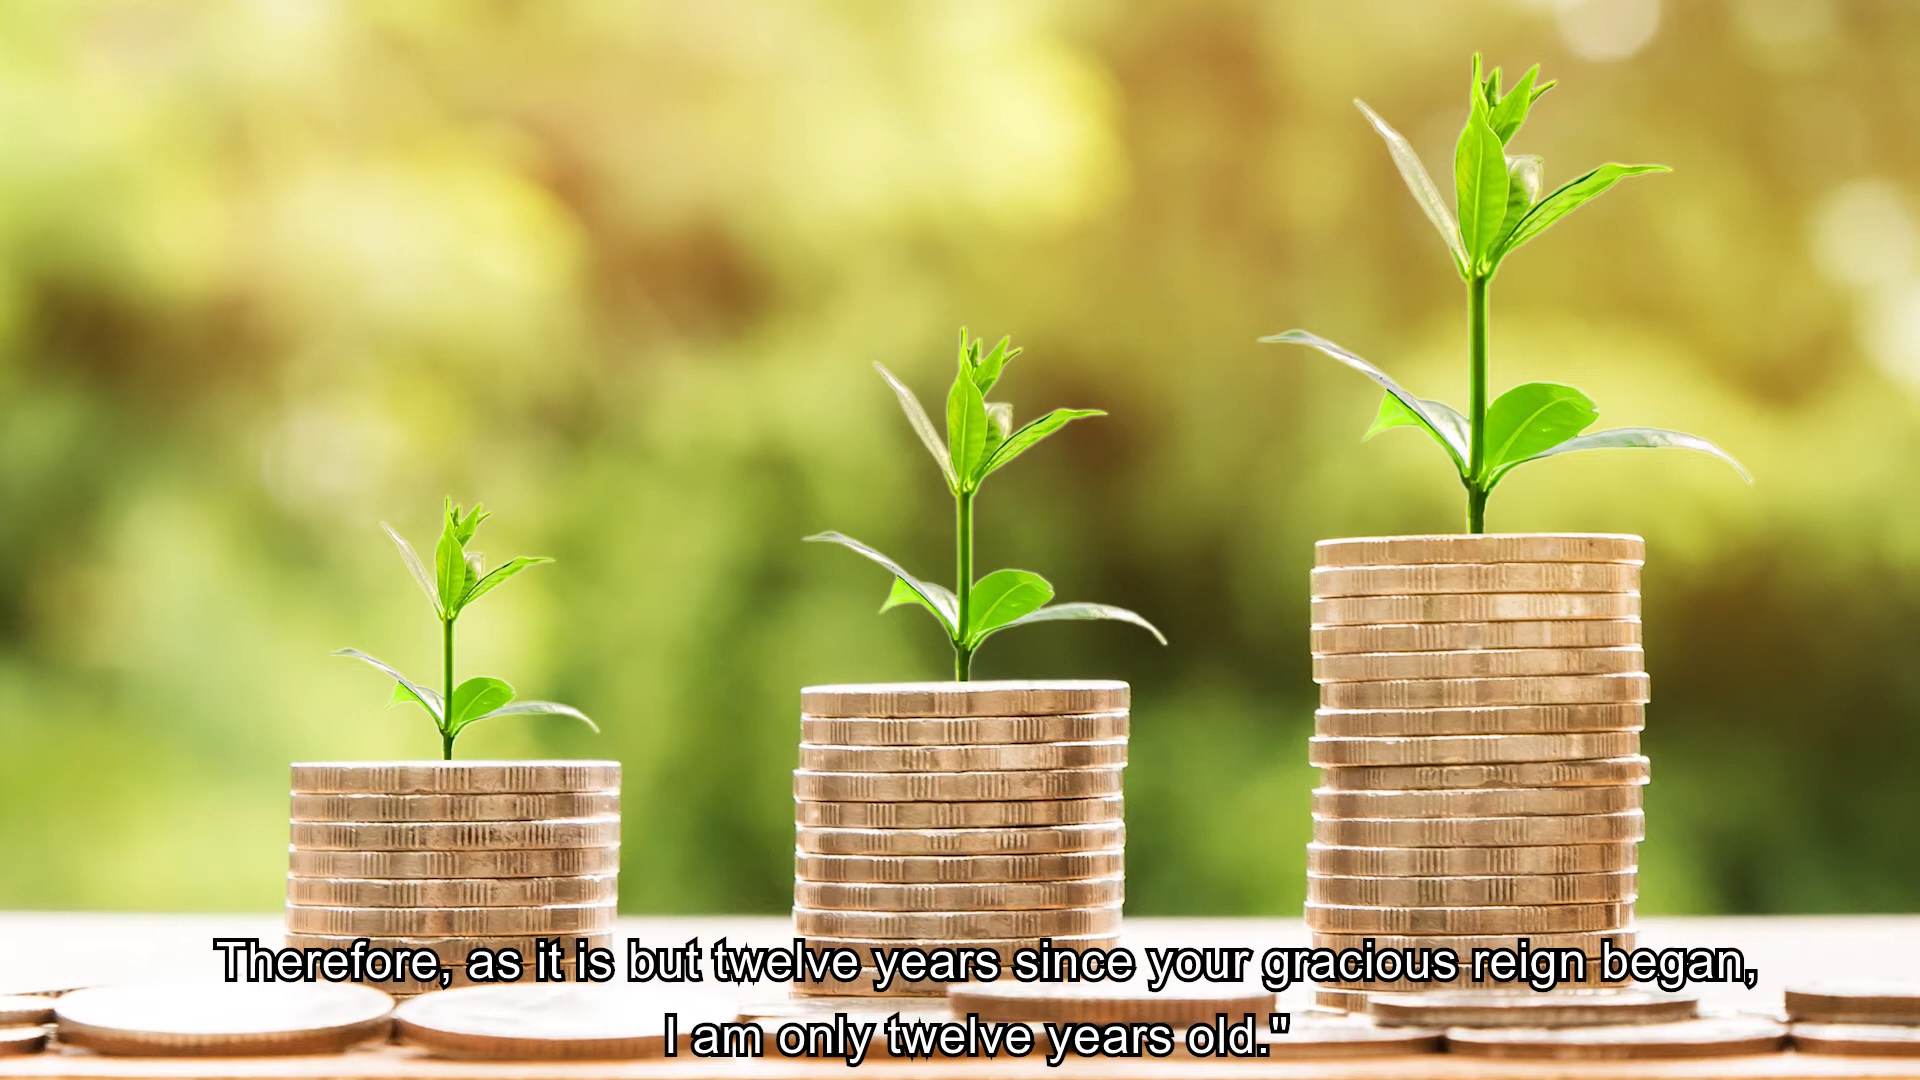 Therefore, as it is but twelve years since your gracious reign began,
I am only twelve years old."